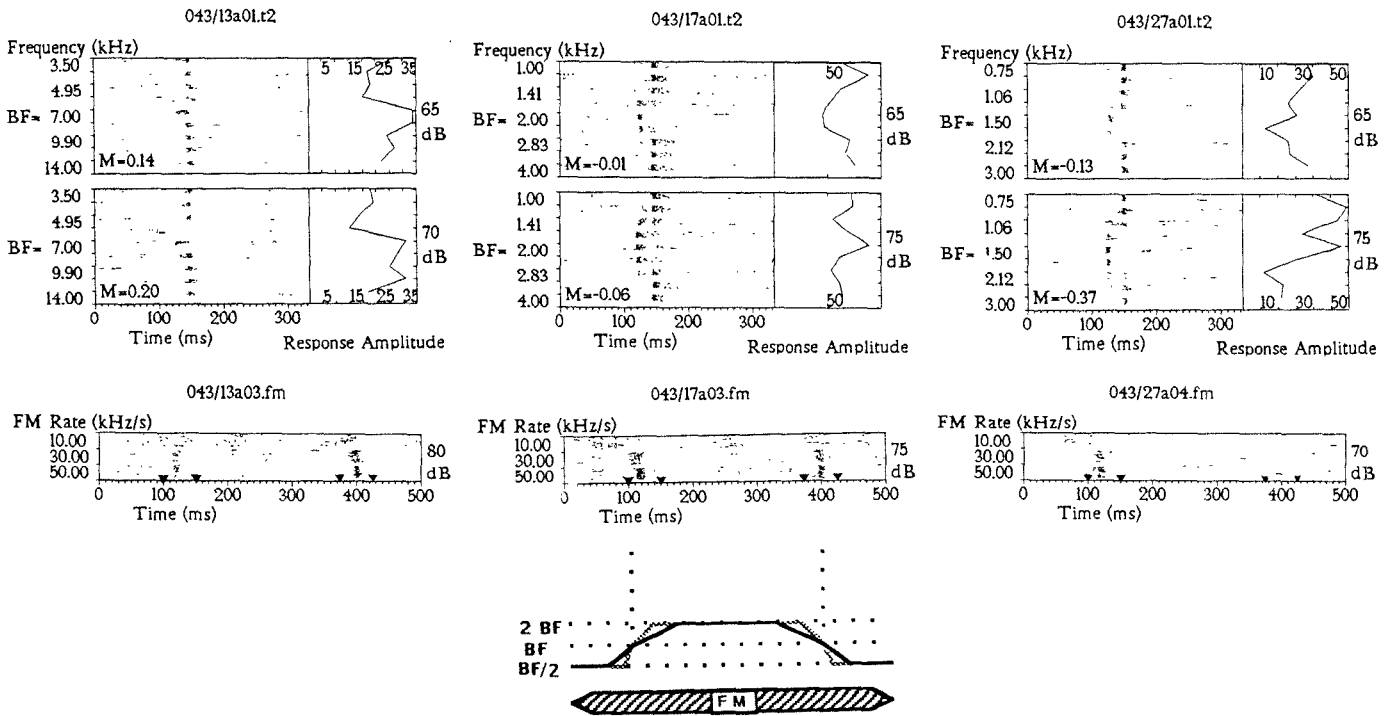 043/13a01.t2
Frequency (kHz)
3.50
4.95
BF= 7.00
9.90
14.00
M=0.14
5 15 25 35
65
dB
3.50
4.95
BF= 7.00
9.90
14.00
M=0.20
5 15 25 35
70
dB
0 100 200 300
Time (ms)
Response Amplitude
043/17a01.t2
Frequency (kHz)
1.00
1.41
BF= 2.00
2.83
4.00
M=-0.01
50
65
dB
1.00
1.41
BF= 2.00
2.83
4.00
M=-0.06
50
75
dB
0 100 200 300
Time (ms)
Response Amplitude
043/27a01.t2
Frequency (kHz)
0.75
1.06
BF= 1.50
2.12
3.00
M=-0.13
10 30 50
65
dB
0.75
1.06
BF= 1.50
2.12
3.00
M=-0.37
10 30 50
75
dB
0 100 200 300
Time (ms)
Response Amplitude
043/13a03.fm
FM Rate (kHz/s)
10.00
30.00
50.00
80
dB
0 100 200 300 400 500
Time (ms)
043/17a03.fm
FM Rate (kHz/s)
10.00
30.00
50.00
75
dB
0 100 200 300 400 500
Time (ms)
043/27a04.fm
FM Rate (kHz/s)
10.00
30.00
50.00
70
dB
0 100 200 300 400 500
Time (ms)
2 BF
BF
BF/2
FM